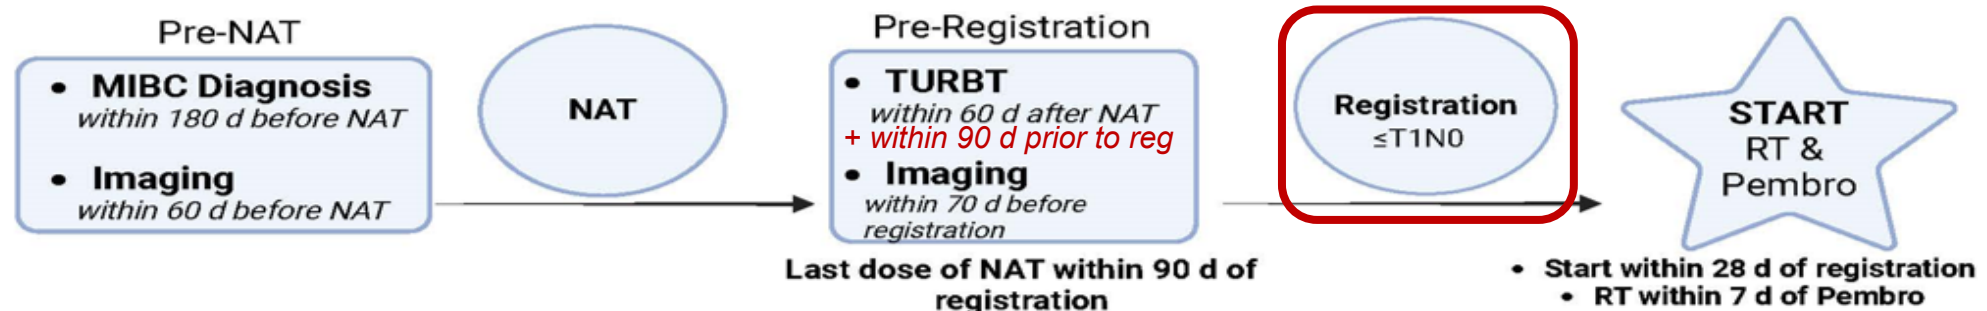 Pre-NAT
• MIBC Diagnosis
within 180 d before NAT
• Imaging
within 60 d before NAT
NAT
Pre-Registration
• TURBT
within 60 d after NAT
+ within 90 d prior to reg
• Imaging
within 70 d before
registration
Last dose of NAT within 90 d of
registration
Registration
≤T1N0
START
RT &
Pembro
• Start within 28 d of registration
• RT within 7 d of Pembro